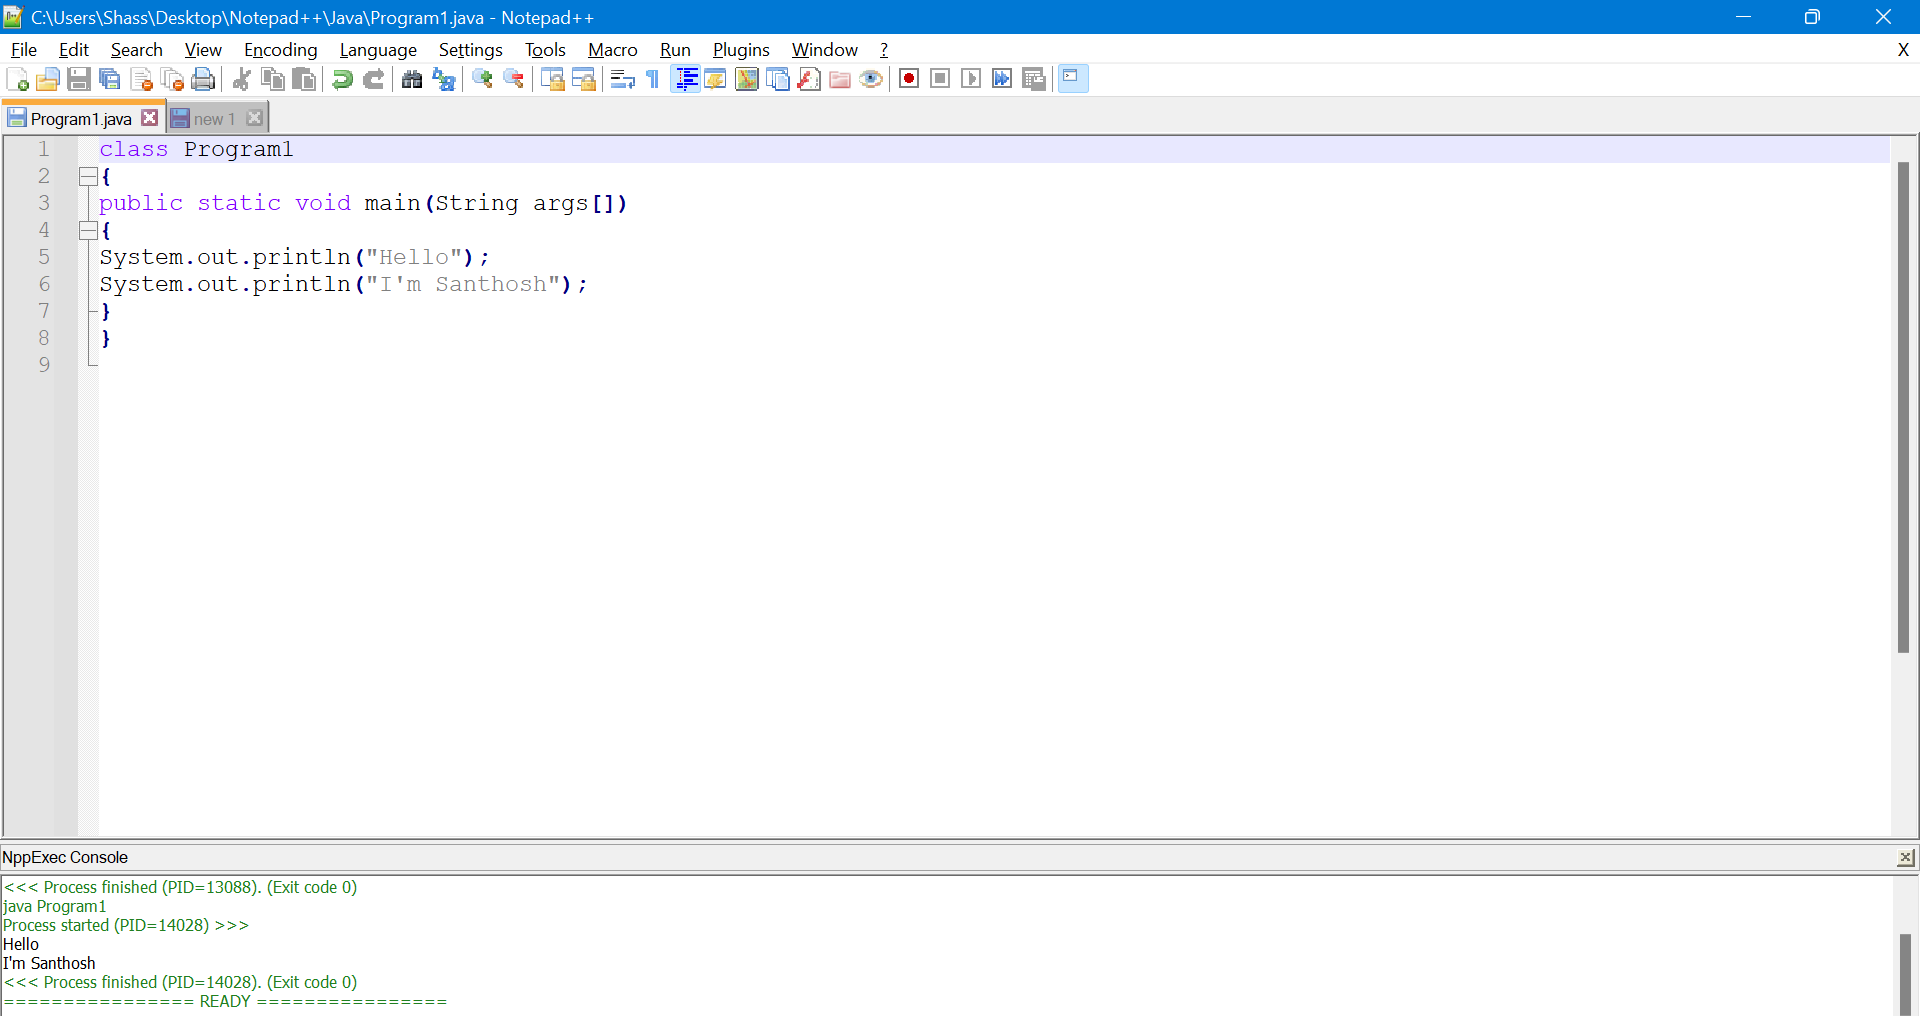 C:\Users\Shass\Desktop\Notepad++\Java\Program1.java - Notepad++
File Edit Search View Encoding Language Settings Tools Macro Run Plugins Window ? X
Program1.java new 1
1 class Program1
2 {
3 public static void main(String args[])
4 {
5 System.out.println("Hello");
6 System.out.println("I'm Santhosh");
7 }
8 }
9
NppExec Console
<<< Process finished (PID=13088). (Exit code 0)
java Program1
Process started (PID=14028) >>>
Hello
I'm Santhosh
<<< Process finished (PID=14028). (Exit code 0)
================ READY ================